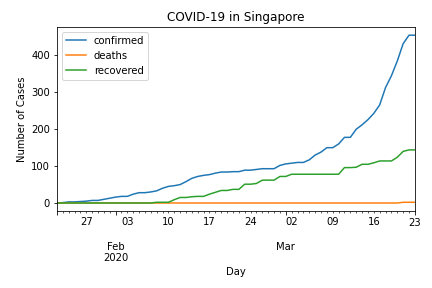 COVID-19 in Singapore
confirmed
deaths
recovered
Number of Cases
400
300
200
100
0
27 03 10 17 24 02 09 16 23
Feb Mar
2020
Day